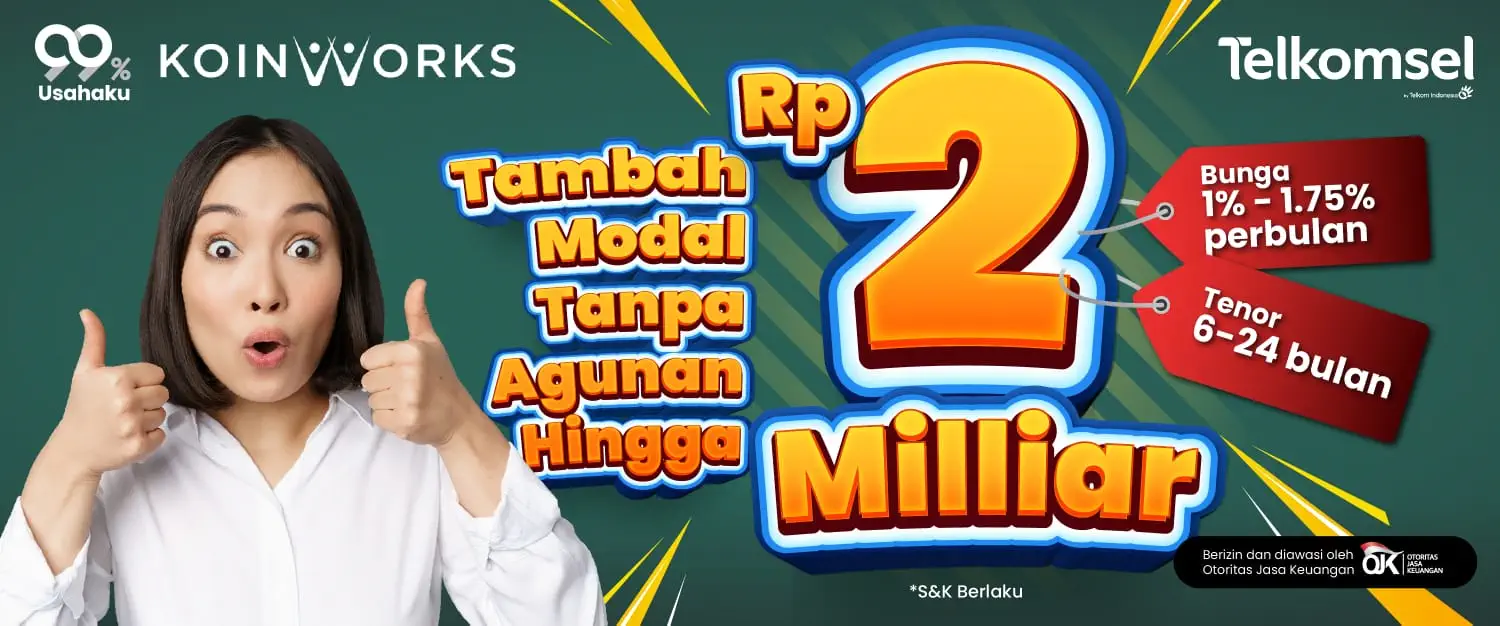 99%
Usahaku
KOINWORKS
Telkomsel
by Telkom Indonesia
Tambah
Modal
Tanpa
Agunan
Hingga
Rp
2
Milliar
Bunga
1% - 1.75%
perbulan
Tenor
6-24 bulan
*S&K Berlaku
Berizin dan diawasi oleh
Otoritas Jasa Keuangan
OJK
OTORITAS
JASA
KEUANGAN